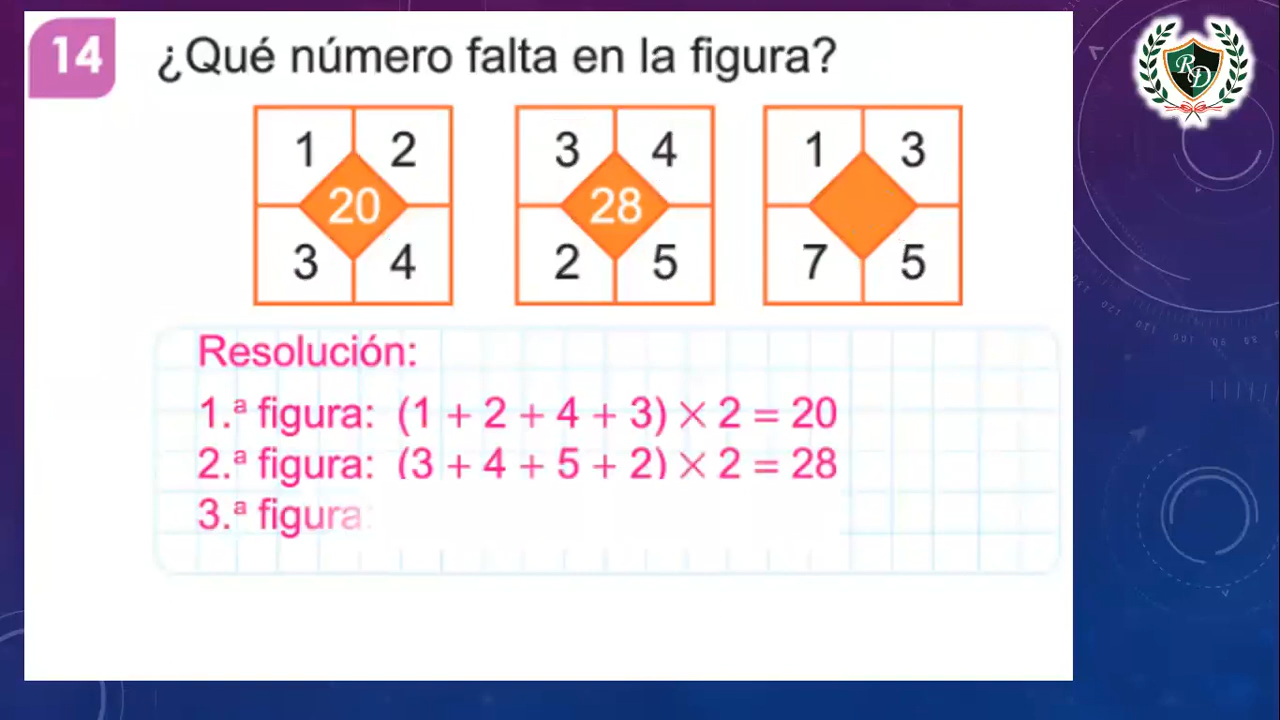 14 ¿Qué número falta en la figura?
1 2 3 4 1 3
20 28
3 4 2 5 7 5
Resolución:
1.ª figura: (1 + 2 + 4 + 3) × 2 = 20
2.ª figura: (3 + 4 + 5 + 2) × 2 = 28
3.ª figura:
RD